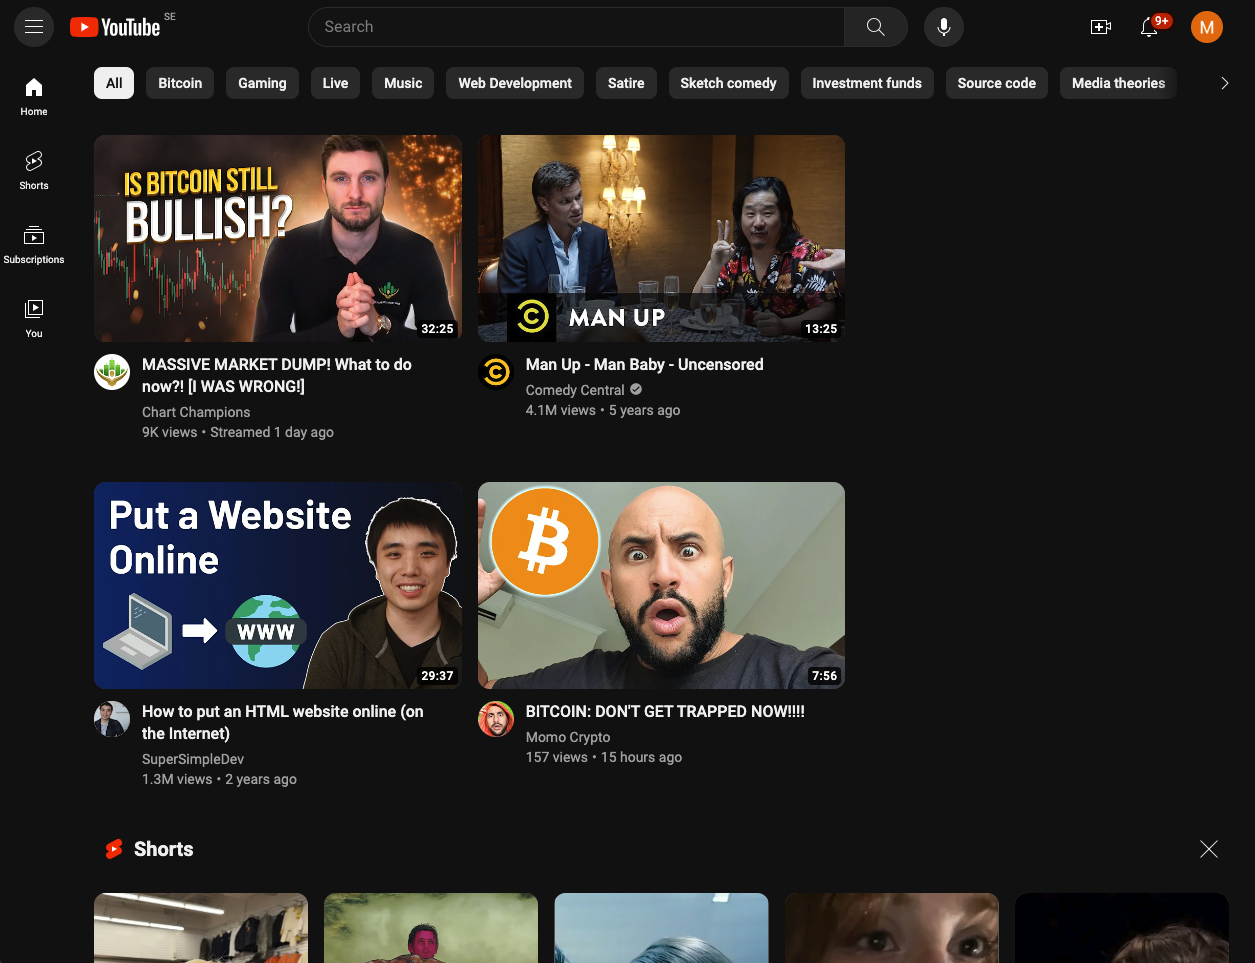 YouTube SE
Search
9+
M
Home
Shorts
Subscriptions
You
All
Bitcoin
Gaming
Live
Music
Web Development
Satire
Sketch comedy
Investment funds
Source code
Media theories
IS BITCOIN STILL
BULLISH?
32:25
MASSIVE MARKET DUMP! What to do
now?! [I WAS WRONG!]
Chart Champions
9K views • Streamed 1 day ago
MAN UP
13:25
Man Up - Man Baby - Uncensored
Comedy Central
4.1M views • 5 years ago
Put a Website
Online
WWW
29:37
How to put an HTML website online (on
the Internet)
SuperSimpleDev
1.3M views • 2 years ago
7:56
BITCOIN: DON'T GET TRAPPED NOW!!!!
Momo Crypto
157 views • 15 hours ago
Shorts